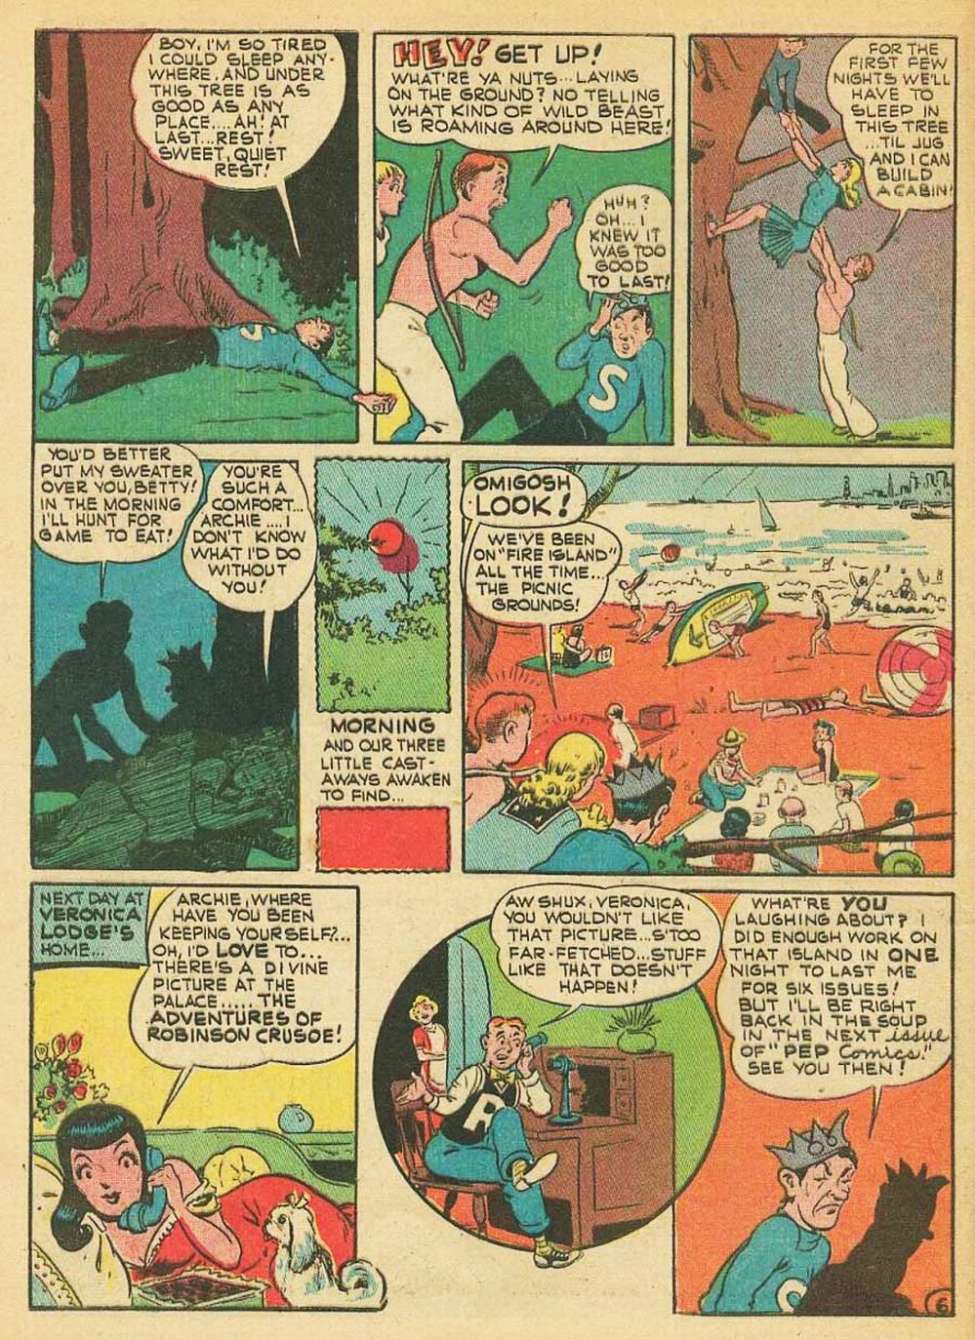 BOY, I'M SO TIRED
I COULD SLEEP ANY-
WHERE, AND UNDER
THIS TREE IS AS
GOOD AS ANY
PLACE....AH! AT
LAST...REST!
SWEET, QUIET
REST!
S
HEY! GET UP!
WHAT'RE YA NUTS...LAYING
ON THE GROUND? NO TELLING
WHAT KIND OF WILD BEAST
IS ROAMING AROUND HERE!
HUH?
OH...I
KNEW IT
WAS TOO
GOOD
TO LAST!
S
FOR THE
FIRST FEW
NIGHTS WE'LL
HAVE TO
SLEEP IN
THIS TREE
...TIL JUG
AND I CAN
BUILD
A CABIN!
YOU'D BETTER
PUT MY SWEATER
OVER YOU, BETTY!
IN THE MORNING
I'LL HUNT FOR
GAME TO EAT!
YOU'RE
SUCH A
COMFORT...
ARCHIE....I
DON'T KNOW
WHAT I'D DO
WITHOUT
YOU!
MORNING
AND OUR THREE
LITTLE CAST-
AWAYS AWAKEN
TO FIND...
OMIGOSH
LOOK!
WE'VE BEEN
ON "FIRE ISLAND"
ALL THE TIME...
THE PICNIC
GROUNDS!
NEXT DAY AT
VERONICA
LODGE'S
HOME...
ARCHIE, WHERE
HAVE YOU BEEN
KEEPING YOURSELF?...
OH, I'D LOVE TO...
THERE'S A DIVINE
PICTURE AT THE
PALACE.....THE
ADVENTURES OF
ROBINSON CRUSOE!
AW SHUX, VERONICA,
YOU WOULDN'T LIKE
THAT PICTURE...S'TOO
FAR-FETCHED...STUFF
LIKE THAT DOESN'T
HAPPEN!
R
WHAT'RE YOU
LAUGHING ABOUT? I
DID ENOUGH WORK ON
THAT ISLAND IN ONE
NIGHT TO LAST ME
FOR SIX ISSUES!
BUT I'LL BE RIGHT
BACK IN THE SOUP
IN THE NEXT issue
OF "PEP Comics."
SEE YOU THEN!
S
6